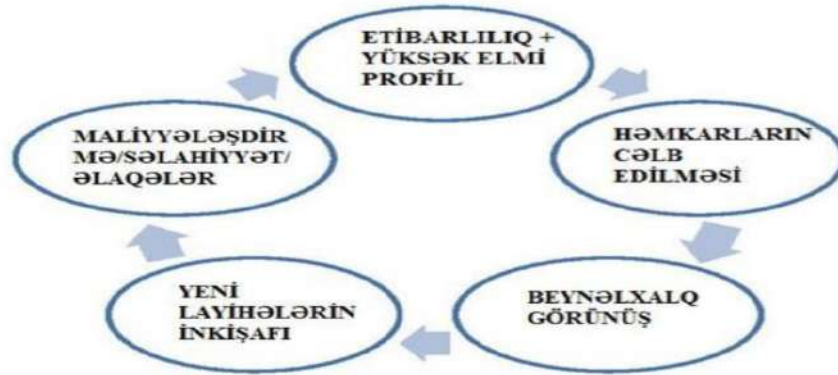 ETİBARLILIQ +
YÜKSƏK ELMİ
PROFİL
HƏMKARLARIN
CƏLB
EDİLMƏSİ
BEYNƏLXALQ
GÖRÜNÜŞ
YENİ
LAYİHƏLƏRİN
İNKİŞAFI
MALİYYƏLƏŞDİR
MƏ/SƏLAHİYYƏT/
ƏLAQƏLƏR